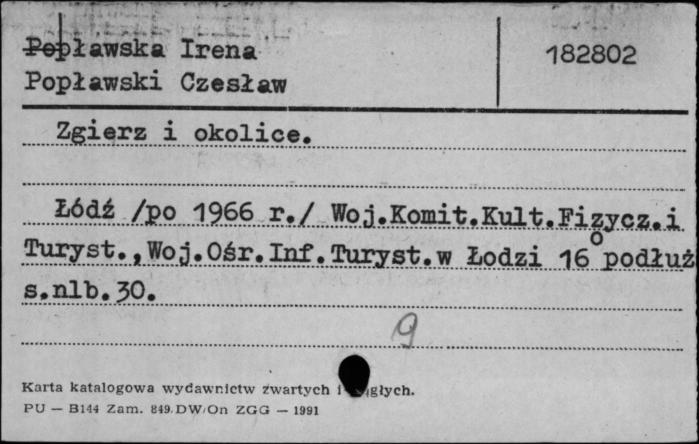 Popławska Irena
182802
Popławski Czesław
Zgierz i okolice.
Łódź /po 1966 r./ Woj.Komit.Kult.Fizycz.i
Turyst.,Woj.Ośr.Inf.Turyst.w Łodzi 16° podłuż
s.nlb.30.
9
Karta katalogowa wydawnictw zwartych i
PU — B144 Zam. 849/DW/On ZGG — 1991